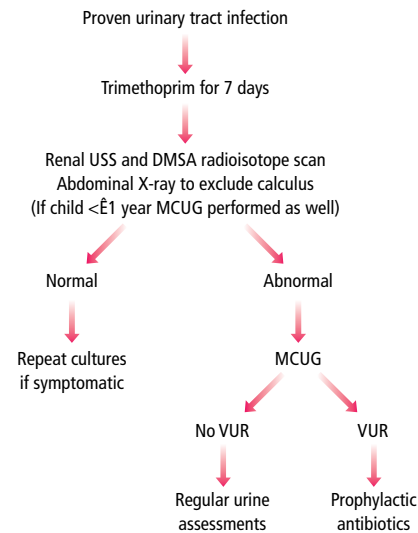 Proven urinary tract infection
Trimethoprim for 7 days
Renal USS and DMSA radioisotope scan
Abdominal X-ray to exclude calculus
(If child <Ê1 year MCUG performed as well)
Normal
Abnormal
Repeat cultures
if symptomatic
MCUG
No VUR
VUR
Regular urine
assessments
Prophylactic
antibiotics